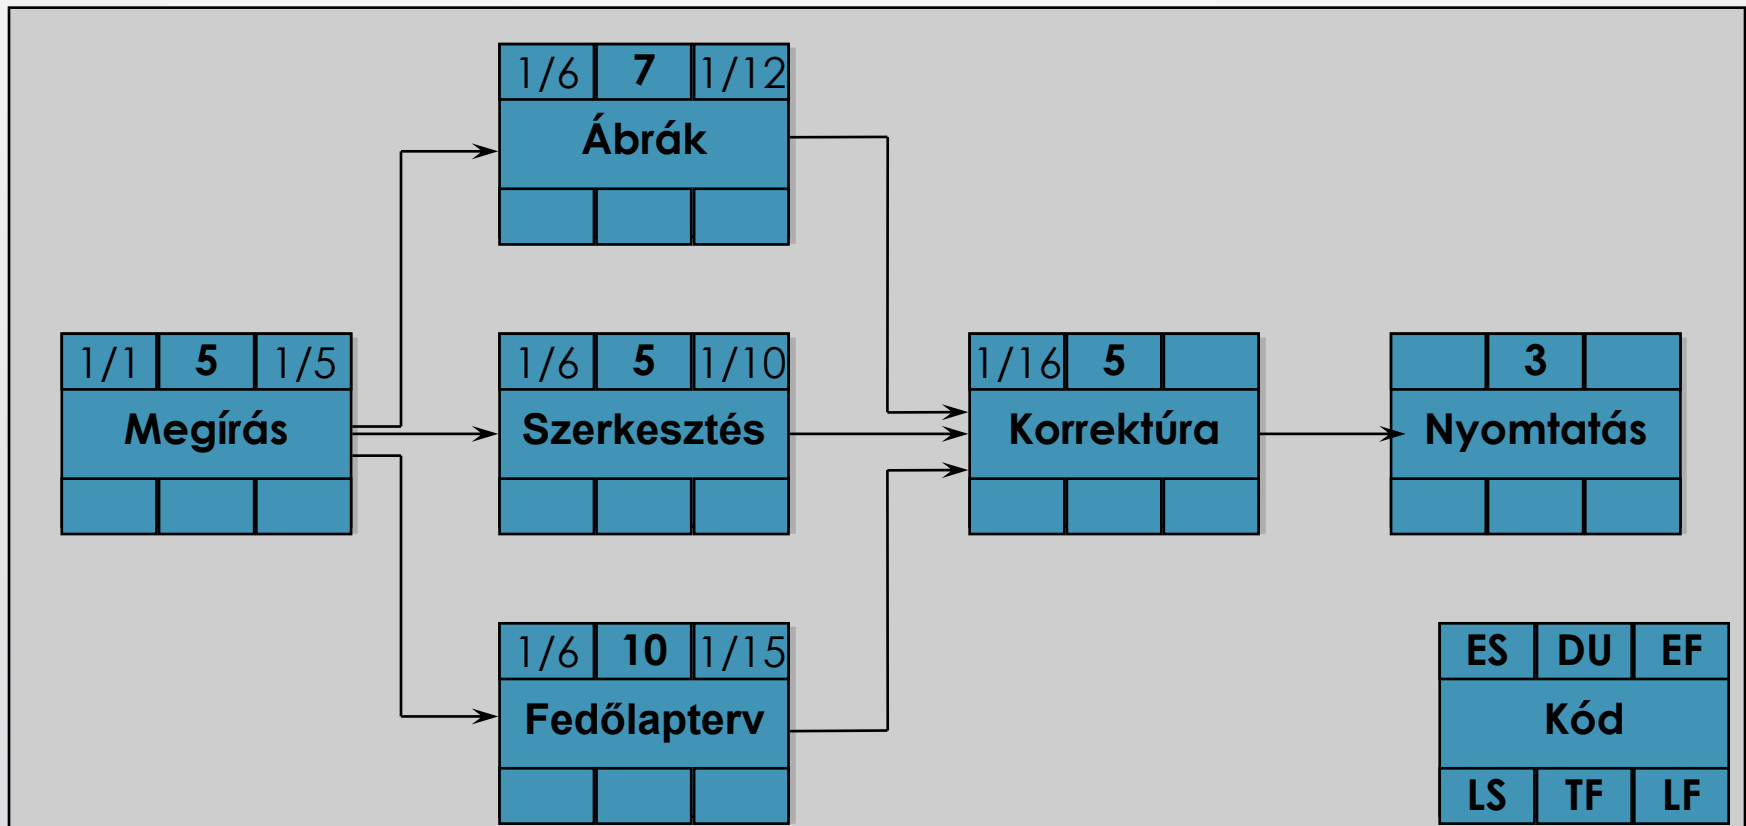 1/6 7 1/12
Ábrák
1/1 5 1/5
Megírás
1/6 5 1/10
Szerkesztés
1/16 5
Korrektúra
3
Nyomtatás
1/6 10 1/15
Fedőlapterv
ES DU EF
Kód
LS TF LF